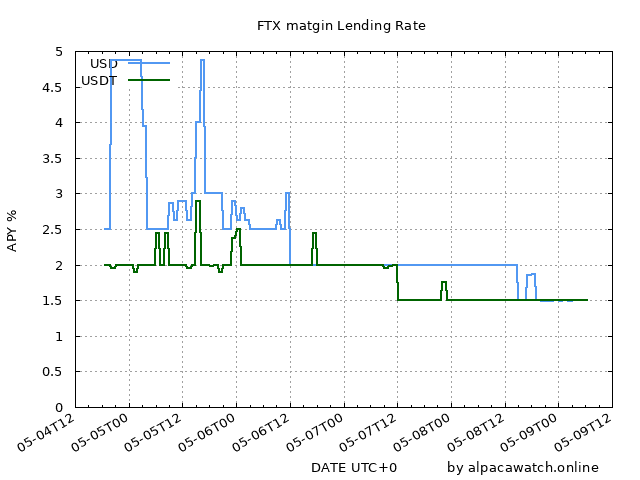 FTX matgin Lending Rate
USD
USDT
APY %
5
4.5
4
3.5
3
2.5
2
1.5
1
0.5
0
05-04T12
05-05T00
05-05T12
05-06T00
05-06T12
05-07T00
05-07T12
05-08T00
05-08T12
05-09T00
05-09T12
DATE UTC+0
by alpacawatch.online